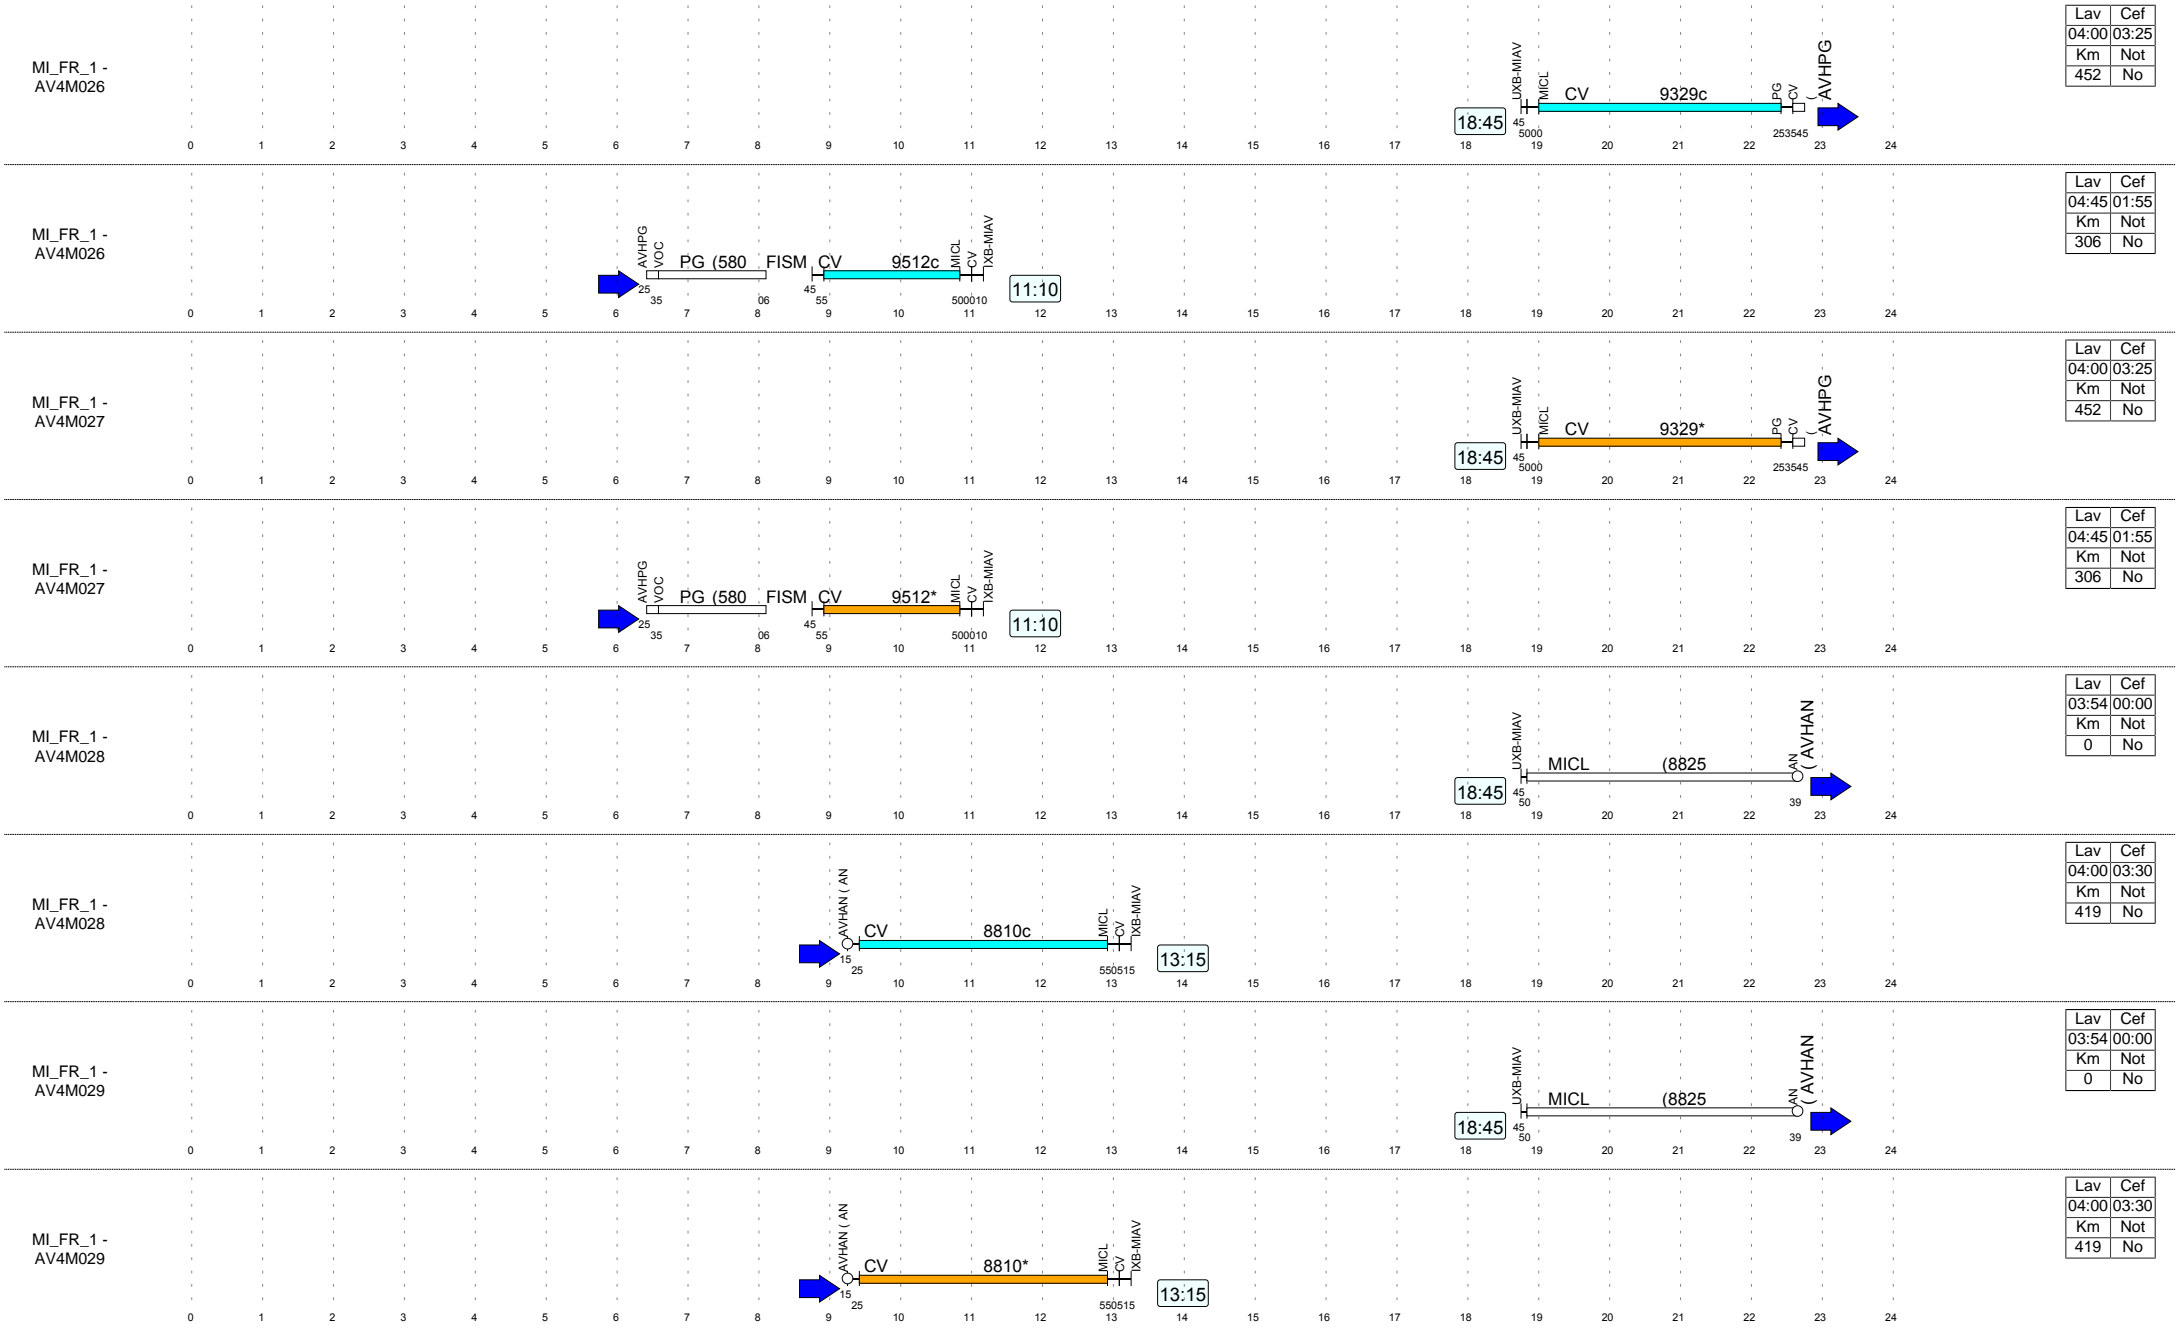 Lav Cef
04:00 03:25
Km Not
452 No
MI_FR_1 -
AV4M026
UXB-MIAV MICL CV 9329c PG CV ( AVHPG
18:45 45 5000 253545
0 1 2 3 4 5 6 7 8 9 10 11 12 13 14 15 16 17 18 19 20 21 22 23 24
Lav Cef
04:45 01:55
Km Not
306 No
MI_FR_1 -
AV4M026
AVHPG VOC PG (580 FISM CV 9512c MICL CV IXB-MIAV
25 35 06 45 55 500010 11:10
0 1 2 3 4 5 6 7 8 9 10 11 12 13 14 15 16 17 18 19 20 21 22 23 24
Lav Cef
04:00 03:25
Km Not
452 No
MI_FR_1 -
AV4M027
UXB-MIAV MICL CV 9329* PG CV ( AVHPG
18:45 45 5000 253545
0 1 2 3 4 5 6 7 8 9 10 11 12 13 14 15 16 17 18 19 20 21 22 23 24
Lav Cef
04:45 01:55
Km Not
306 No
MI_FR_1 -
AV4M027
AVHPG VOC PG (580 FISM CV 9512* MICL CV IXB-MIAV
25 35 06 45 55 500010 11:10
0 1 2 3 4 5 6 7 8 9 10 11 12 13 14 15 16 17 18 19 20 21 22 23 24
Lav Cef
03:54 00:00
Km Not
0 No
MI_FR_1 -
AV4M028
UXB-MIAV MICL (8825 AN ( AVHAN
18:45 45 50 39
0 1 2 3 4 5 6 7 8 9 10 11 12 13 14 15 16 17 18 19 20 21 22 23 24
Lav Cef
04:00 03:30
Km Not
419 No
MI_FR_1 -
AV4M028
AVHAN ( AN CV 8810c MICL CV IXB-MIAV
15 25 550515 13:15
0 1 2 3 4 5 6 7 8 9 10 11 12 13 14 15 16 17 18 19 20 21 22 23 24
Lav Cef
03:54 00:00
Km Not
0 No
MI_FR_1 -
AV4M029
UXB-MIAV MICL (8825 AN ( AVHAN
18:45 45 50 39
0 1 2 3 4 5 6 7 8 9 10 11 12 13 14 15 16 17 18 19 20 21 22 23 24
Lav Cef
04:00 03:30
Km Not
419 No
MI_FR_1 -
AV4M029
AVHAN ( AN CV 8810* MICL CV IXB-MIAV
15 25 550515 13:15
0 1 2 3 4 5 6 7 8 9 10 11 12 13 14 15 16 17 18 19 20 21 22 23 24